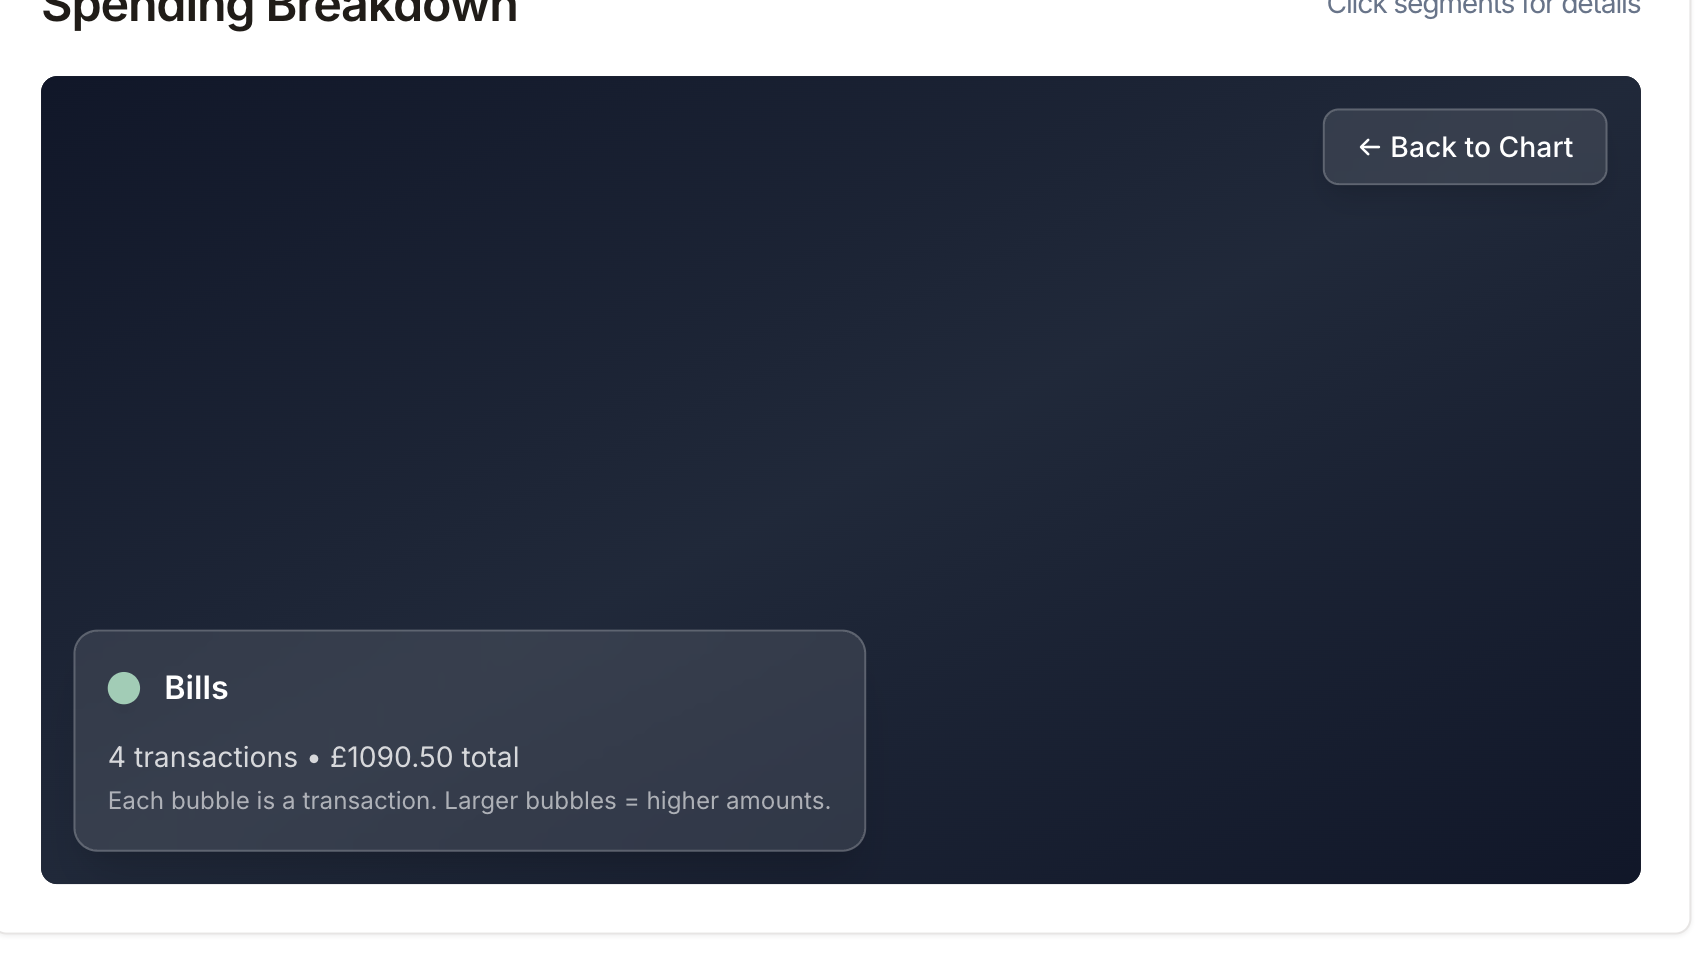 Spending Breakdown
Click segments for details
← Back to Chart
Bills
4 transactions • £1090.50 total
Each bubble is a transaction. Larger bubbles = higher amounts.